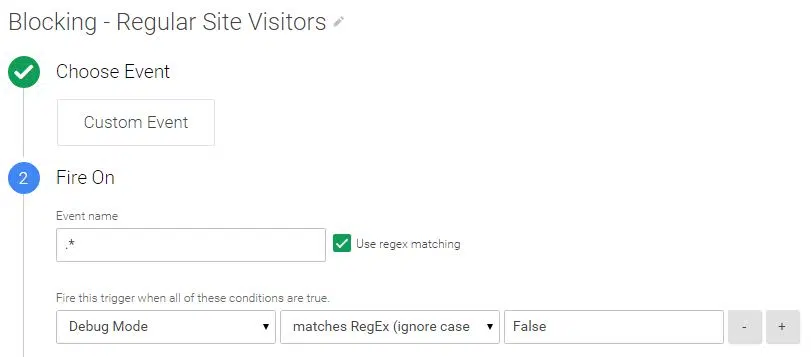 Blocking - Regular Site Visitors
Choose Event
Custom Event
2 Fire On
Event name
.* Use regex matching
Fire this trigger when all of these conditions are true.
Debug Mode matches RegEx (ignore case False - +